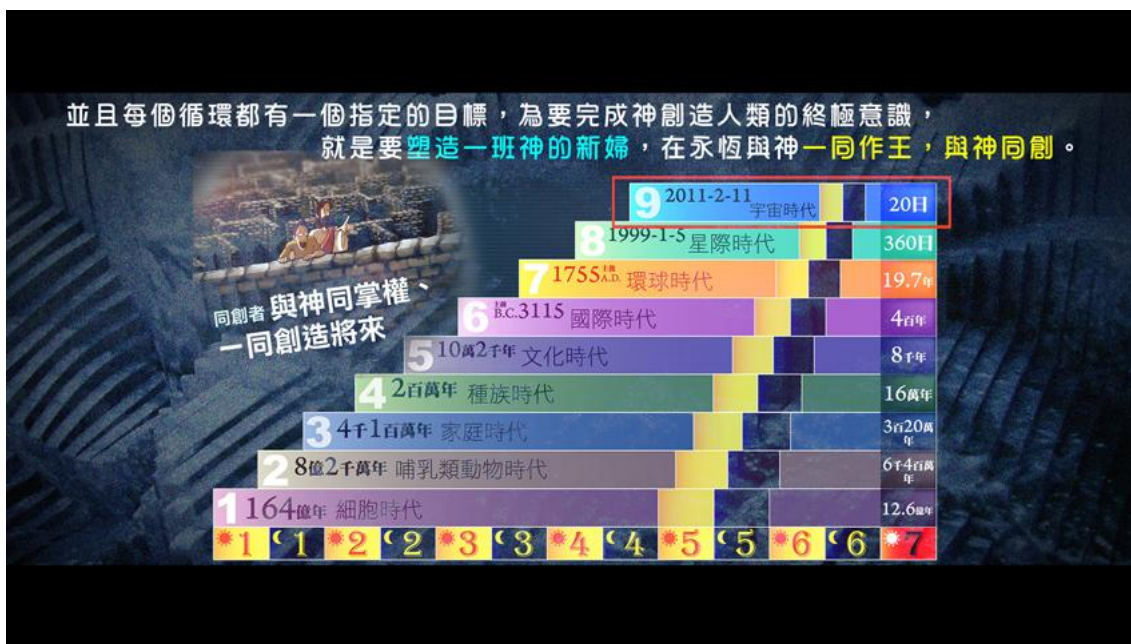 並且每個循環都有一個指定的目標，為要完成神創造人類的終極意識，
就是要塑造一班神的新婦，在永恆與神一同作王，與神同創。
同創者 與神同掌權、
一同創造將來
9 2011-2-11 宇宙時代 20日
8 1999-1-5 星際時代 360日
7 1755 A.D. 環球時代 19.7年
6 B.C.3115 國際時代 4百年
5 10萬2千年 文化時代 8千年
4 2百萬年 種族時代 16萬年
3 4千1百萬年 家庭時代 3百20萬年
2 8億2千萬年 哺乳類動物時代 6千4百萬年
1 164億年 細胞時代 12.6億年
1 1 2 2 3 3 4 4 5 5 6 6 7